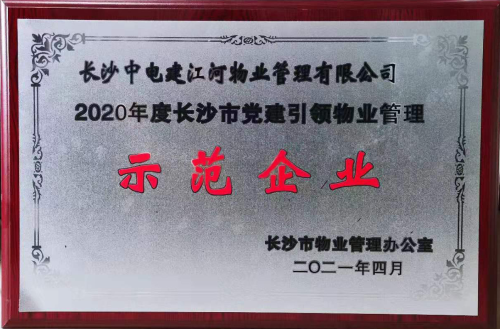 长沙中电建江河物业管理有限公司
2020年度长沙市党建引领物业管理
示范企业
长沙市物业管理办公室
二〇二一年四月